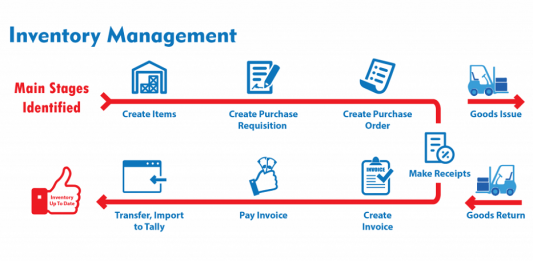 Inventory Management
Main Stages
Identified
Create Items
Create Purchase
Requisition
Create Purchase
Order
Goods Issue
Make Receipts
INVOICE
Inventory
Up To Date
Transfer, Import
to Tally
Pay Invoice
Create
Invoice
Goods Return